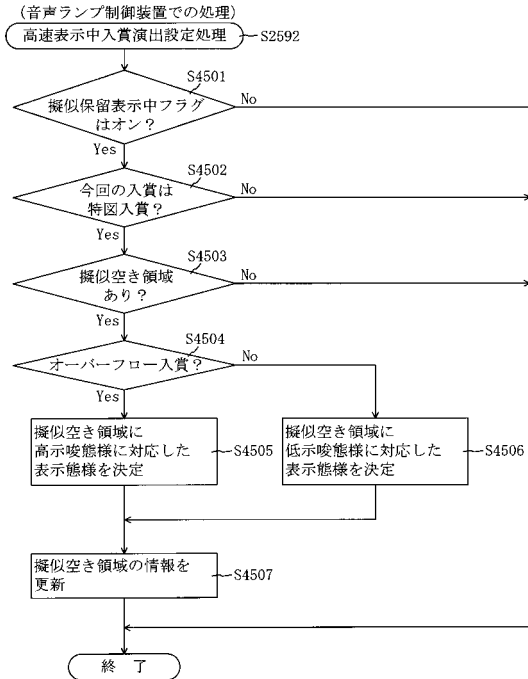 (音声ランプ制御装置での処理)
高速表示中入賞演出設定処理
S2592
S4501
擬似保留表示中フラグ
はオン?
No
Yes
S4502
今回の入賞は
特図入賞?
No
Yes
S4503
擬似空き領域
あり?
No
Yes
S4504
オーバーフロー入賞?
No
Yes
擬似空き領域に
高示唆態様に対応した
表示態様を決定
S4505
擬似空き領域に
低示唆態様に対応した
表示態様を決定
S4506
擬似空き領域の情報を
更新
S4507
終了